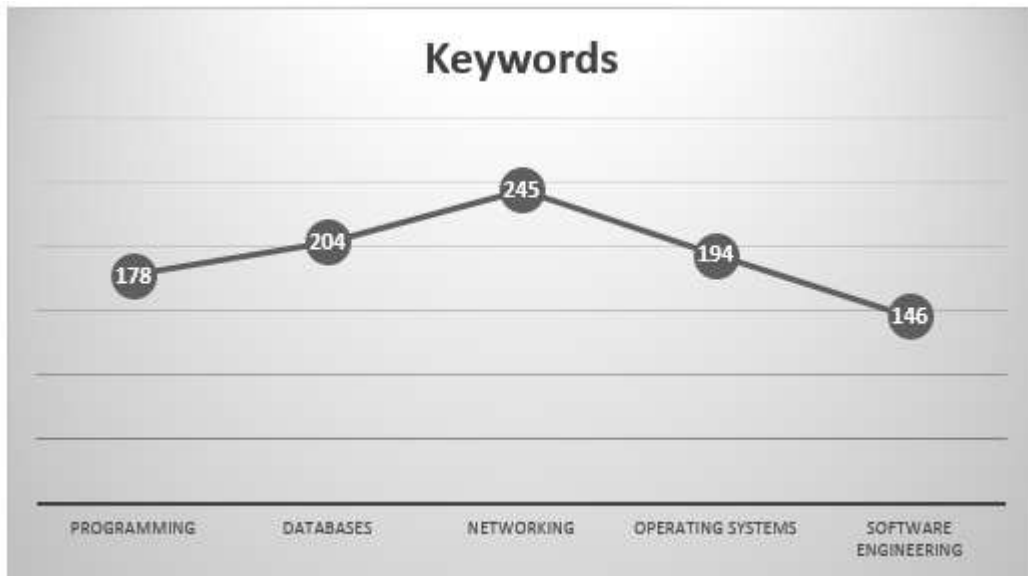 Keywords
245
204
194
178
146
PROGRAMMING
DATABASES
NETWORKING
OPERATING SYSTEMS
SOFTWARE
ENGINEERING